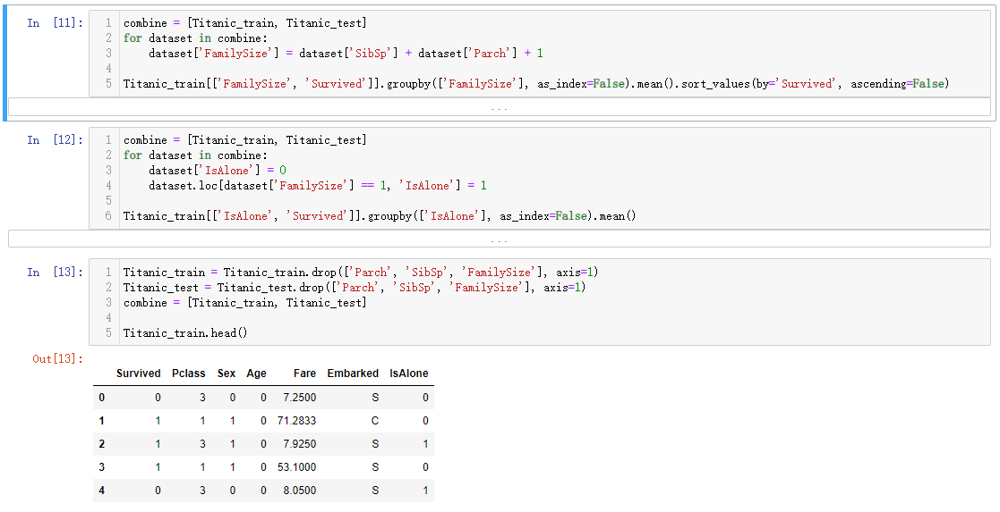 In [11]:
1 combine = [Titanic_train, Titanic_test]
2 for dataset in combine:
3     dataset['FamilySize'] = dataset['SibSp'] + dataset['Parch'] + 1
4
5 Titanic_train[['FamilySize', 'Survived']].groupby(['FamilySize'], as_index=False).mean().sort_values(by='Survived', ascending=False)
...
In [12]:
1 combine = [Titanic_train, Titanic_test]
2 for dataset in combine:
3     dataset['IsAlone'] = 0
4     dataset.loc[dataset['FamilySize'] == 1, 'IsAlone'] = 1
5
6 Titanic_train[['IsAlone', 'Survived']].groupby(['IsAlone'], as_index=False).mean()
...
In [13]:
1 Titanic_train = Titanic_train.drop(['Parch', 'SibSp', 'FamilySize'], axis=1)
2 Titanic_test = Titanic_test.drop(['Parch', 'SibSp', 'FamilySize'], axis=1)
3 combine = [Titanic_train, Titanic_test]
4
5 Titanic_train.head()
Out[13]:
Survived Pclass Sex Age Fare Embarked IsAlone
0 0 3 0 0 7.2500 S 0
1 1 1 1 0 71.2833 C 0
2 1 3 1 0 7.9250 S 1
3 1 1 1 0 53.1000 S 0
4 0 3 0 0 8.0500 S 1